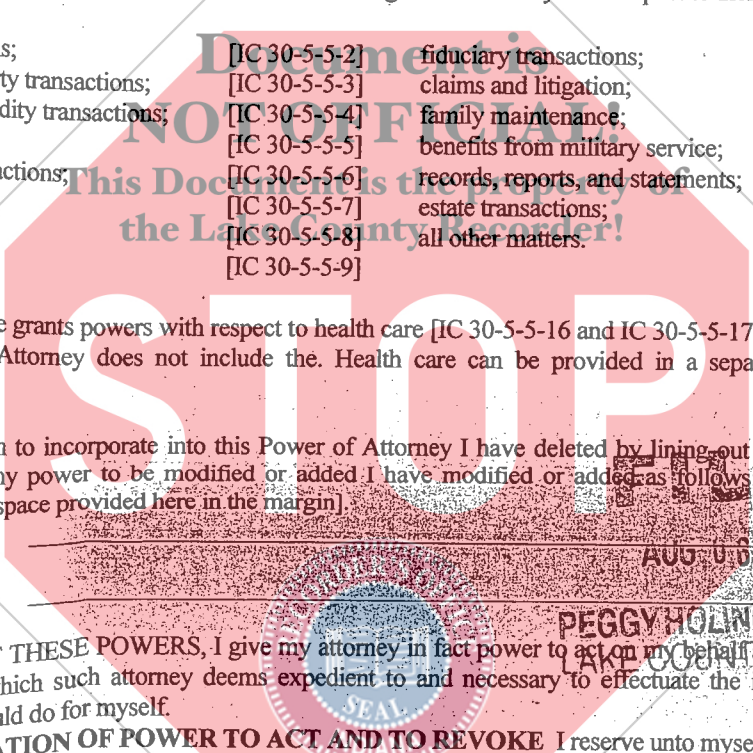 s; [IC 30-5-5-2] fiduciary transactions;
ty transactions; [IC 30-5-5-3] claims and litigation;
dity transactions; [IC 30-5-5-4] family maintenance;
[IC 30-5-5-5] benefits from military service;
actions; [IC 30-5-5-6] records, reports, and statements;
[IC 30-5-5-7] estate transactions;
[IC 30-5-5-8] all other matters.
[IC 30-5-5-9]
Document is
NOT OFFICIAL!
This Document is the property of
the Lake County Recorder!
STOP
e grants powers with respect to health care [IC 30-5-5-16 and IC 30-5-5-17
Attorney does not include the. Health care can be provided in a sepa
n to incorporate into this Power of Attorney I have deleted by lining out
ny power to be modified or added I have modified or added as follows
space provided here in the margin].
FIL
AUG 06
PEGGY HOLIN
LAKE COUN
RECORDER'S OFFICE
SEAL
THESE POWERS, I give my attorney in fact power to act on my behalf
hich such attorney deems expedient to and necessary to effectuate the
uld do for myself.
TION OF POWER TO ACT AND TO REVOKE I reserve unto myse